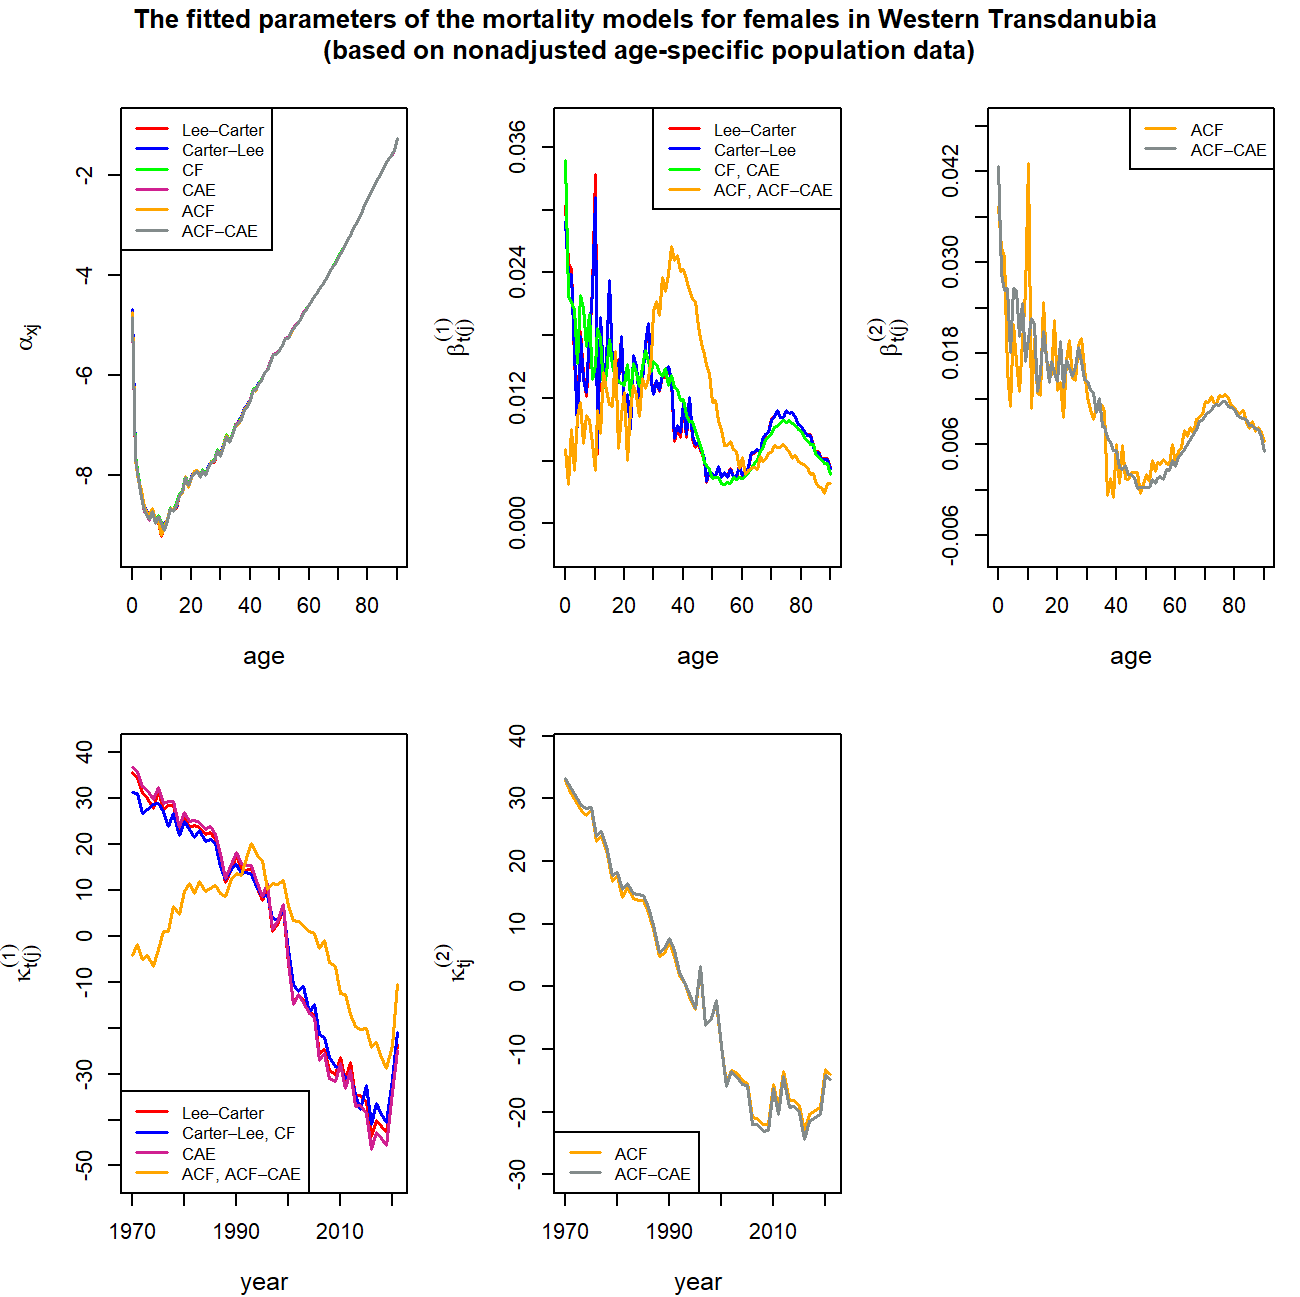 The fitted parameters of the mortality models for females in Western Transdanubia
(based on nonadjusted age-specific population data)
αxj
-2
-4
-6
-8
Lee–Carter
Carter–Lee
CF
CAE
ACF
ACF–CAE
0 20 40 60 80
age
β(1)t(j)
0.036
0.024
0.012
0.000
Lee–Carter
Carter–Lee
CF, CAE
ACF, ACF–CAE
0 20 40 60 80
age
β(2)t(j)
0.042
0.030
0.018
0.006
-0.006
ACF
ACF–CAE
0 20 40 60 80
age
κ(1)t(j)
40
30
20
10
0
-10
-30
-50
Lee–Carter
Carter–Lee, CF
CAE
ACF, ACF–CAE
1970 1990 2010
year
κ(2)tj
40
30
20
10
0
-10
-20
-30
ACF
ACF–CAE
1970 1990 2010
year